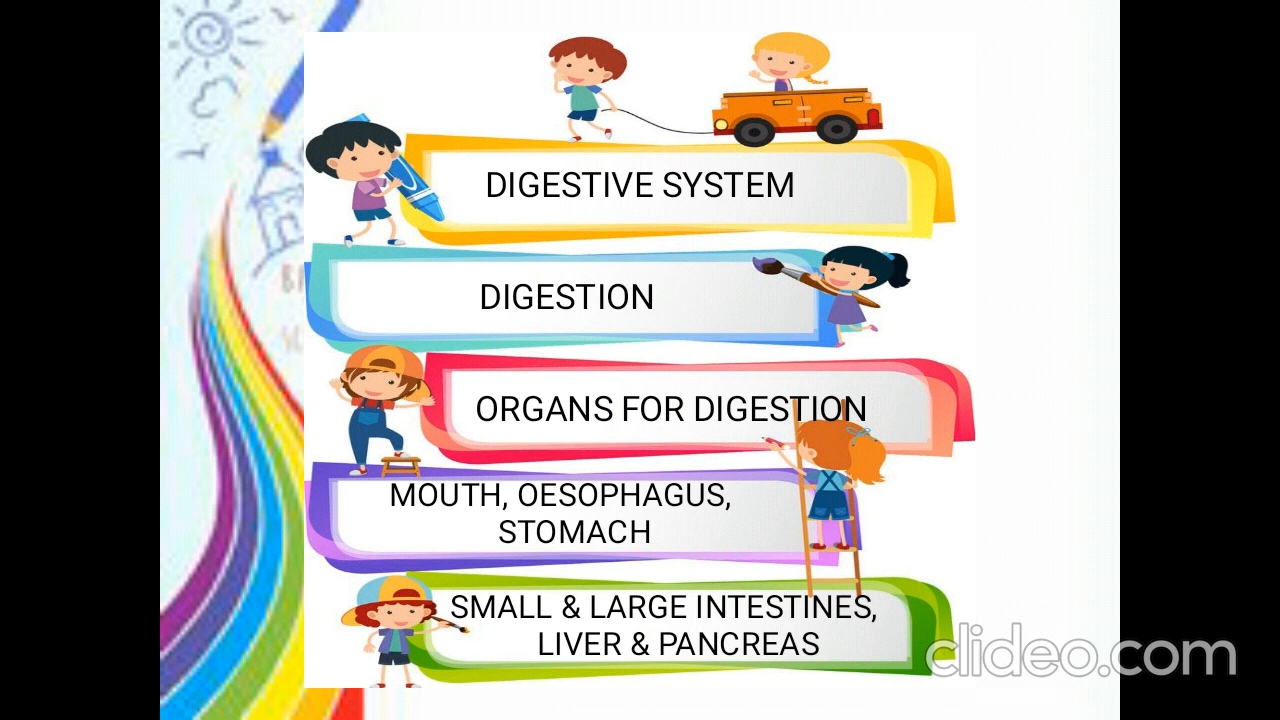 DIGESTIVE SYSTEM
DIGESTION
ORGANS FOR DIGESTION
MOUTH, OESOPHAGUS,
STOMACH
SMALL & LARGE INTESTINES,
LIVER & PANCREAS
clideo.com